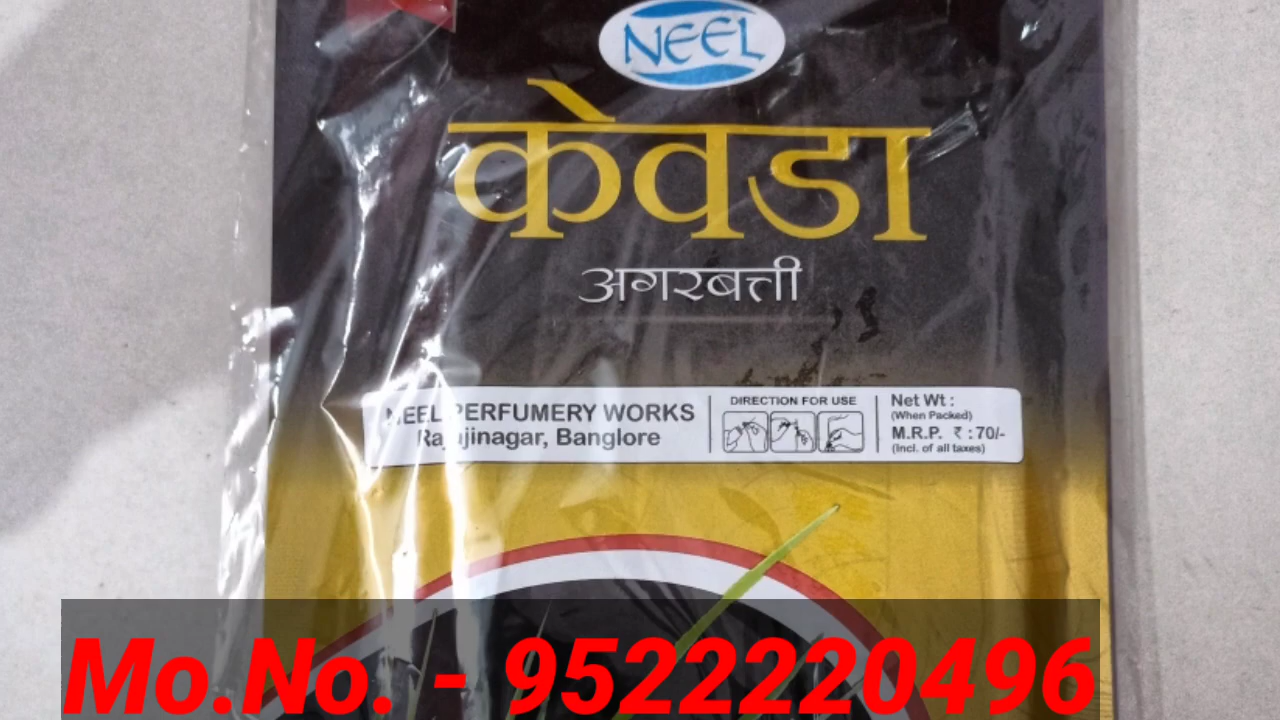 NEEL
केवडा
अगरबत्ती
NEEL PERFUMERY WORKS
Rajajinagar, Banglore
DIRECTION FOR USE
Net Wt :
(When Packed)
M.R.P. ₹ : 70/-
(Incl. of all taxes)
Mo.No. - 9522220496